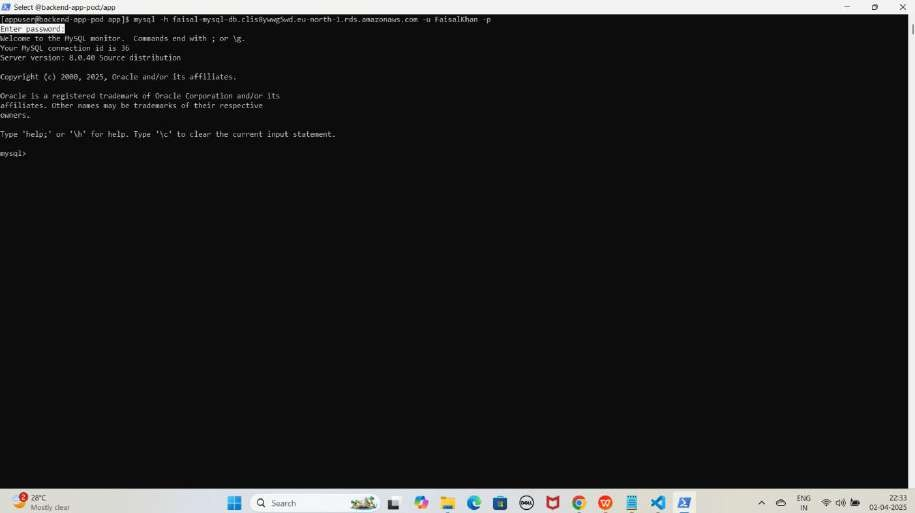 Select @backend-app-pod:/app
[appuser@backend-app-pod app]$ mysql -h faisal-mysql-db.clis8ywwg5wd.eu-north-1.rds.amazonaws.com -u FaisalKhan -p
Enter password:
Welcome to the MySQL monitor.  Commands end with ; or \g.
Your MySQL connection id is 36
Server version: 8.0.40 Source distribution
Copyright (c) 2000, 2025, Oracle and/or its affiliates.
Oracle is a registered trademark of Oracle Corporation and/or its
affiliates. Other names may be trademarks of their respective
owners.
Type 'help;' or '\h' for help. Type '\c' to clear the current input statement.
mysql>
2
28°C
Mostly clear
Search
DELL
ENG
IN
22:33
02-04-2025